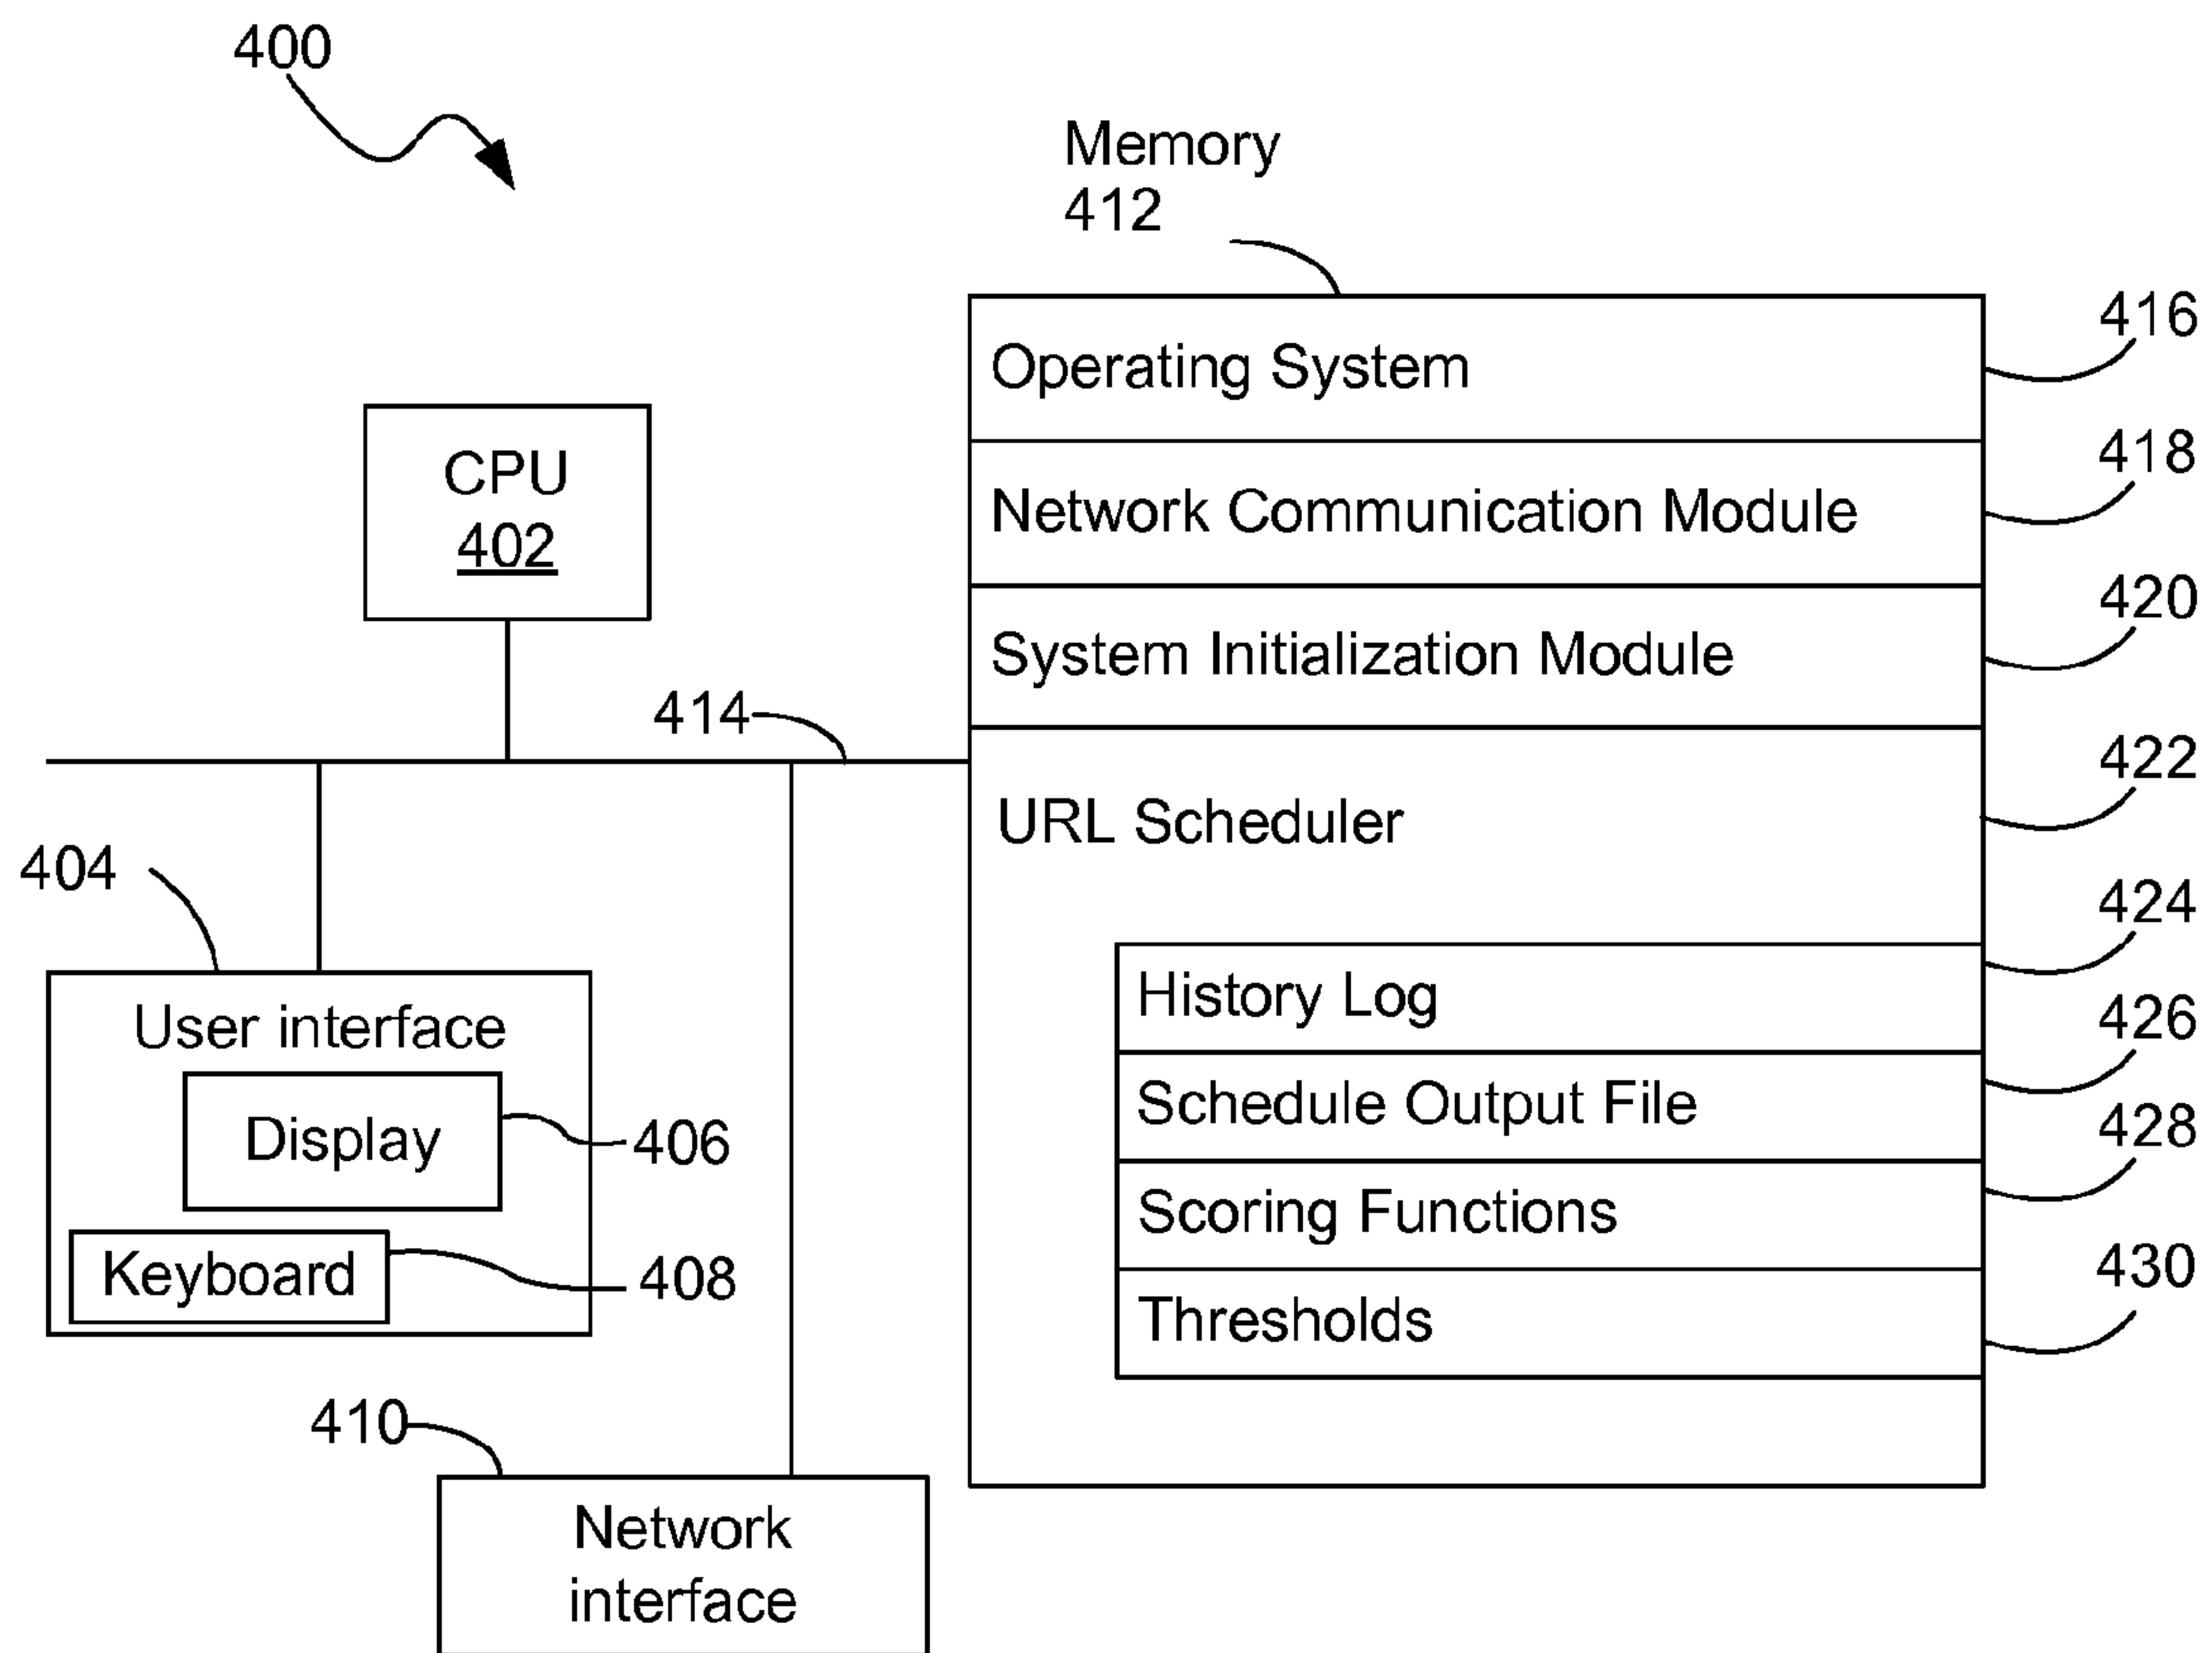 400
Memory
412
Operating System
416
Network Communication Module
418
System Initialization Module
420
CPU
402
414
URL Scheduler
422
404
User interface
Display
406
Keyboard
408
History Log
424
Schedule Output File
426
Scoring Functions
428
Thresholds
430
410
Network
interface